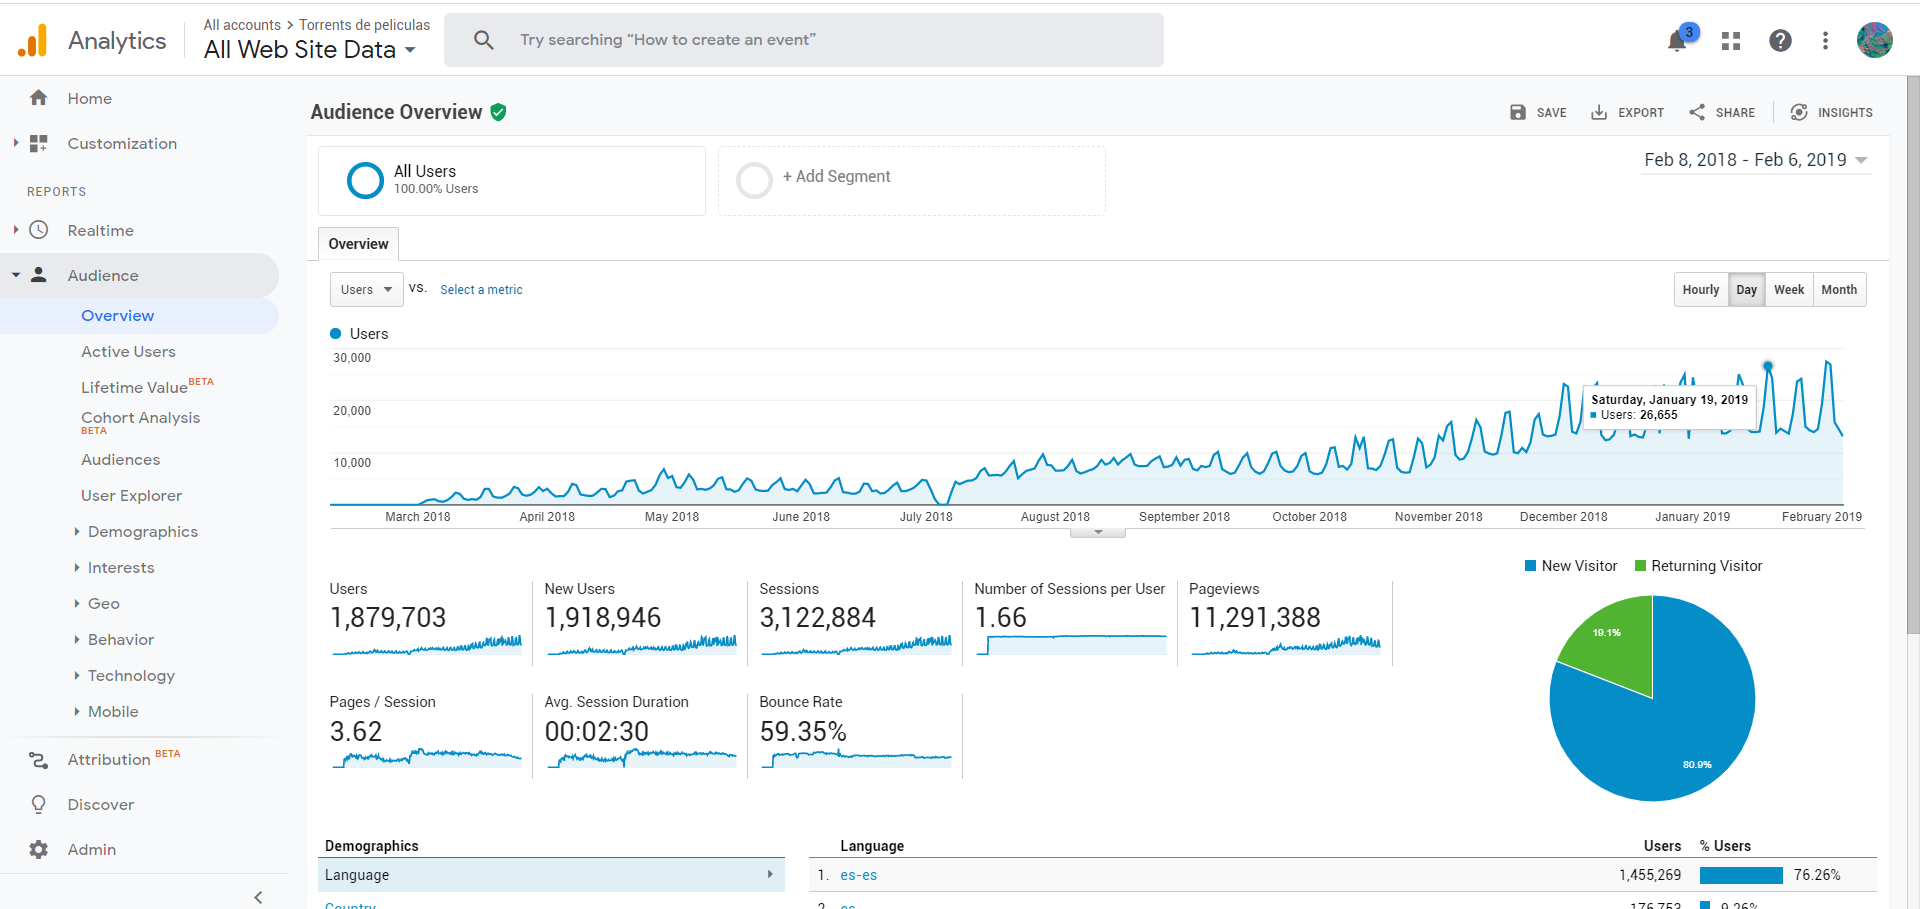 Analytics
All accounts > Torrents de peliculas
All Web Site Data
Try searching “How to create an event”
3
Home
Customization
REPORTS
Realtime
Audience
Overview
Active Users
Lifetime Value BETA
Cohort Analysis
BETA
Audiences
User Explorer
Demographics
Interests
Geo
Behavior
Technology
Mobile
Attribution BETA
Discover
Admin
Audience Overview
SAVE
EXPORT
SHARE
INSIGHTS
All Users
100.00% Users
+ Add Segment
Feb 8, 2018 - Feb 6, 2019
Overview
Users
VS.
Select a metric
Hourly
Day
Week
Month
Users
30,000
20,000
10,000
Saturday, January 19, 2019
Users: 26,655
March 2018
April 2018
May 2018
June 2018
July 2018
August 2018
September 2018
October 2018
November 2018
December 2018
January 2019
February 2019
Users
1,879,703
New Users
1,918,946
Sessions
3,122,884
Number of Sessions per User
1.66
Pageviews
11,291,388
Pages / Session
3.62
Avg. Session Duration
00:02:30
Bounce Rate
59.35%
New Visitor
Returning Visitor
19.1%
80.9%
Demographics
Language
Country
Language
Users
% Users
1. es-es
1,455,269
76.26%
2. es
176,753
9.26%